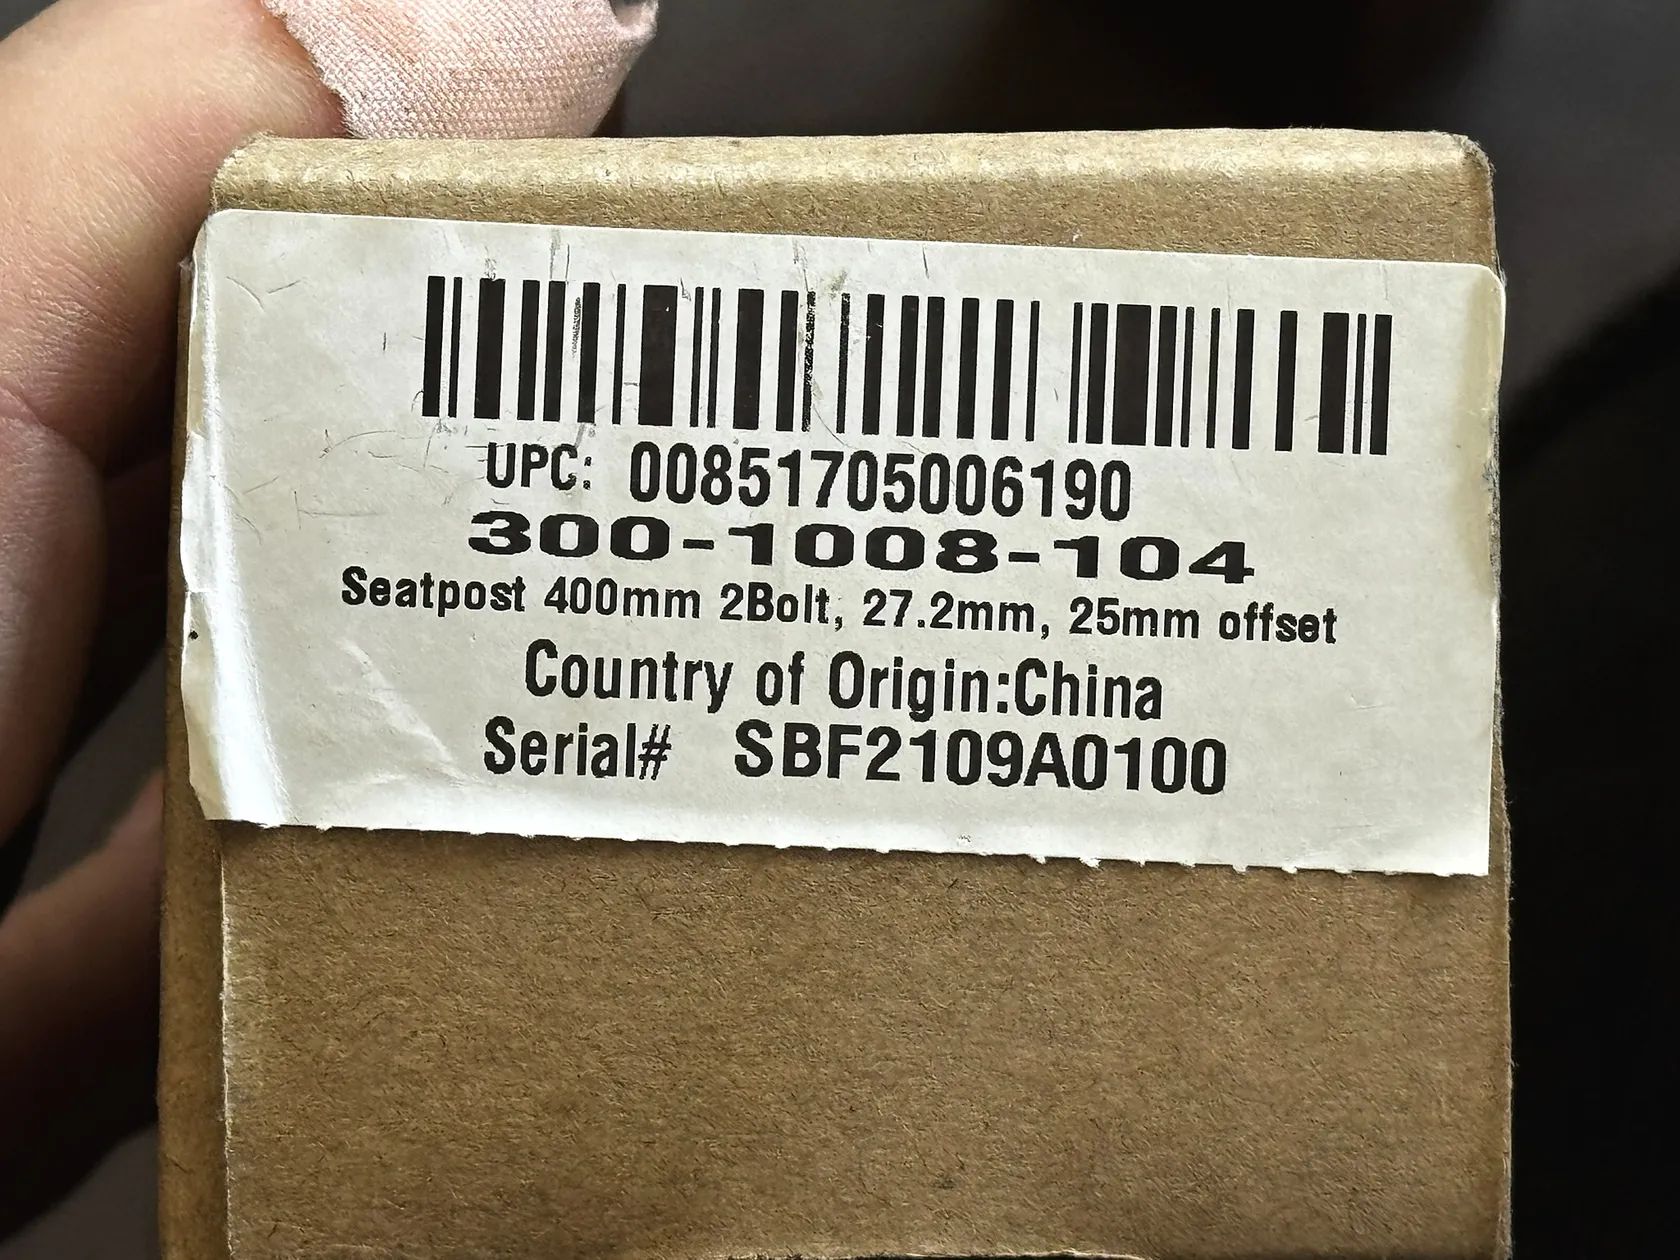 UPC: 00851705006190
300-1008-104
Seatpost 400mm 2Bolt, 27.2mm, 25mm offset
Country of Origin:China
Serial# SBF2109A0100